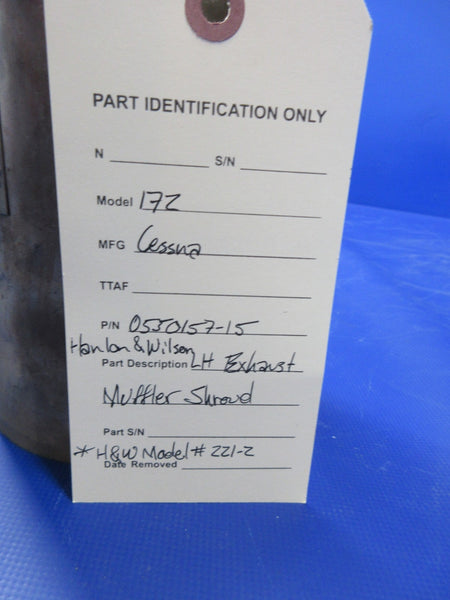 PART IDENTIFICATION ONLY
N S/N
Model 172
MFG Cessna
TTAF
P/N 0550157-15
Hanlon & Wilson
Part Description LH Exhaust
Muffler Shroud
Part S/N
* H&W Model # 221-2
Date Removed